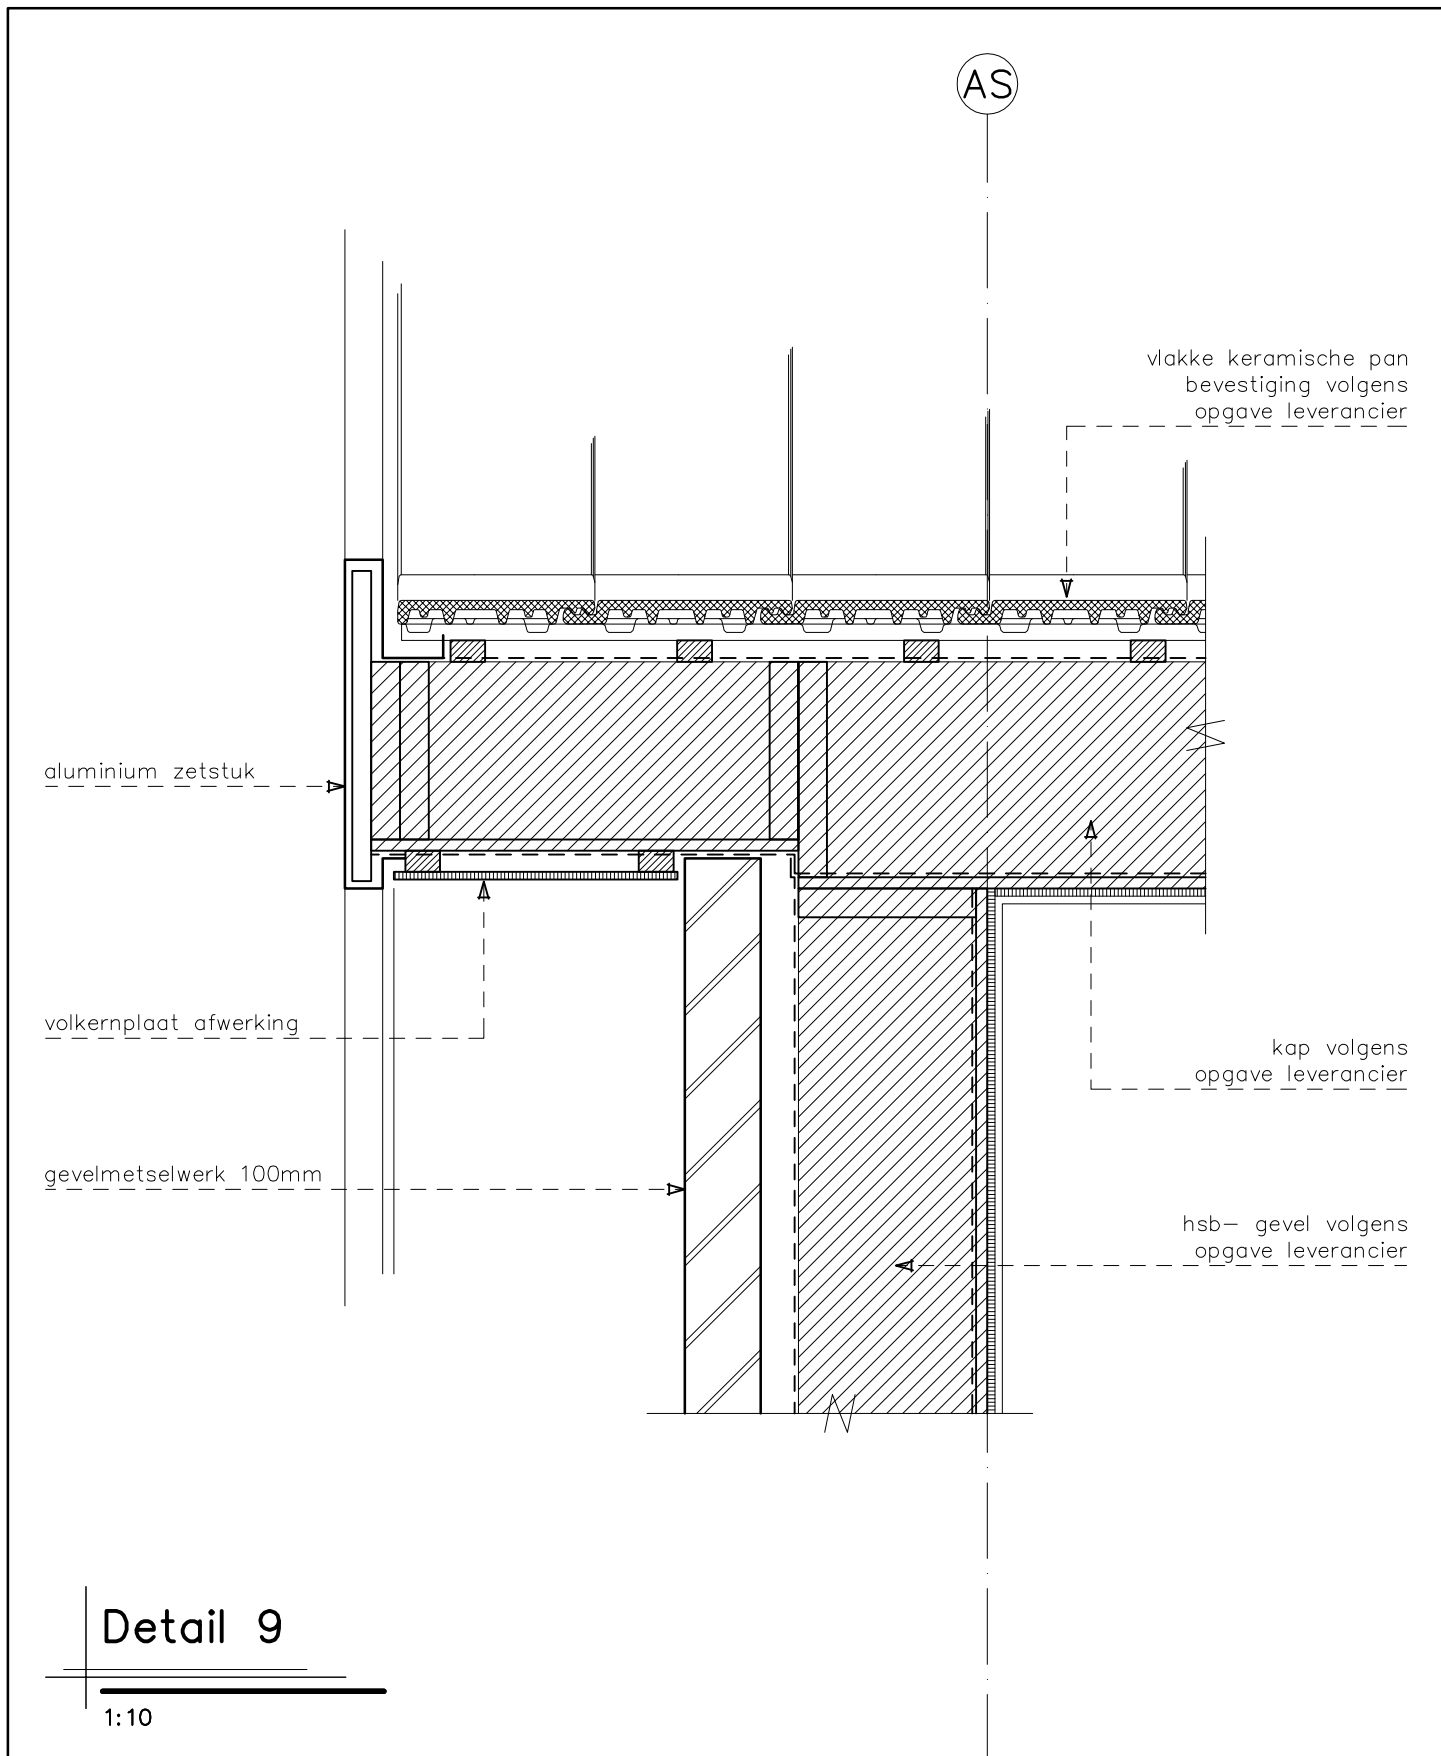 AS
vlakke keramische pan
bevestiging volgens
opgave leverancier
aluminium zetstuk
volkernplaat afwerking
kap volgens
opgave leverancier
gevelmetselwerk 100mm
hsb- gevel volgens
opgave leverancier
Detail 9
1:10